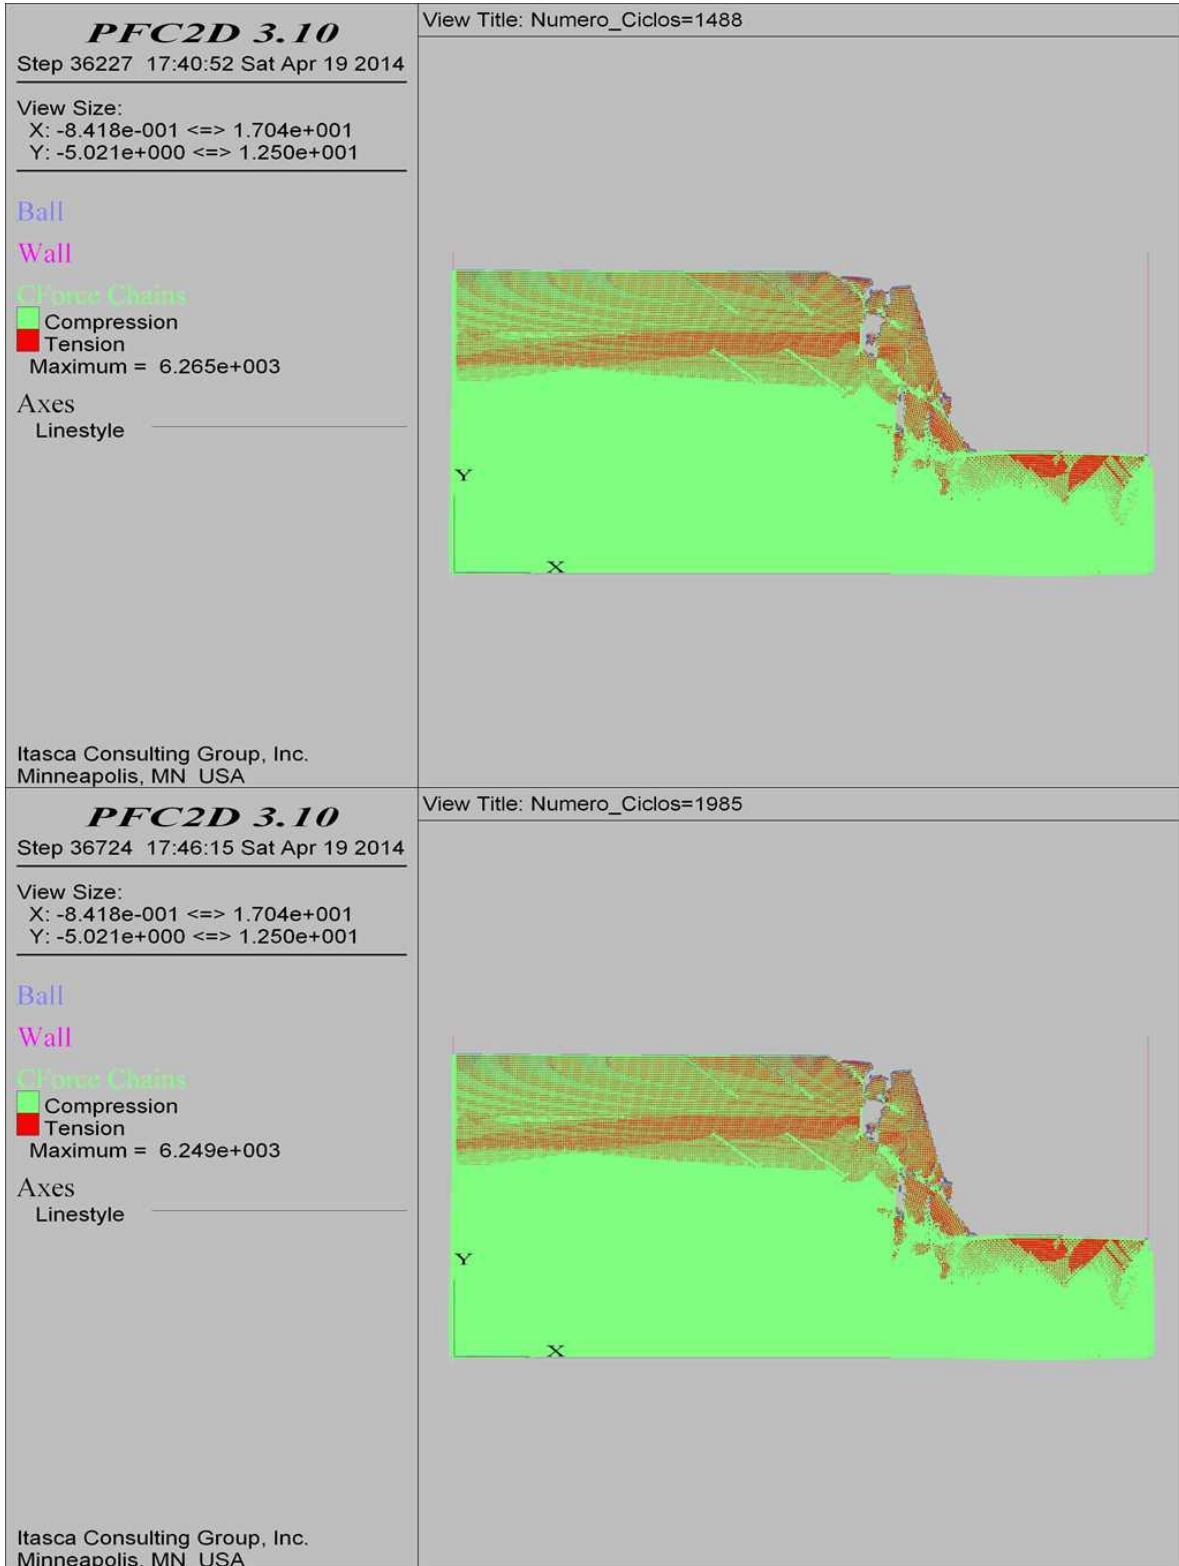 PFC2D 3.10
Step 36227 17:40:52 Sat Apr 19 2014
View Size:
X: -8.418e-001 <=> 1.704e+001
Y: -5.021e+000 <=> 1.250e+001
Ball
Wall
CForce Chains
Compression
Tension
Maximum = 6.265e+003
Axes
Linestyle
Itasca Consulting Group, Inc.
Minneapolis, MN USA
View Title: Numero_Ciclos=1488
Y
X
PFC2D 3.10
Step 36724 17:46:15 Sat Apr 19 2014
View Size:
X: -8.418e-001 <=> 1.704e+001
Y: -5.021e+000 <=> 1.250e+001
Ball
Wall
CForce Chains
Compression
Tension
Maximum = 6.249e+003
Axes
Linestyle
Itasca Consulting Group, Inc.
Minneapolis, MN USA
View Title: Numero_Ciclos=1985
Y
X